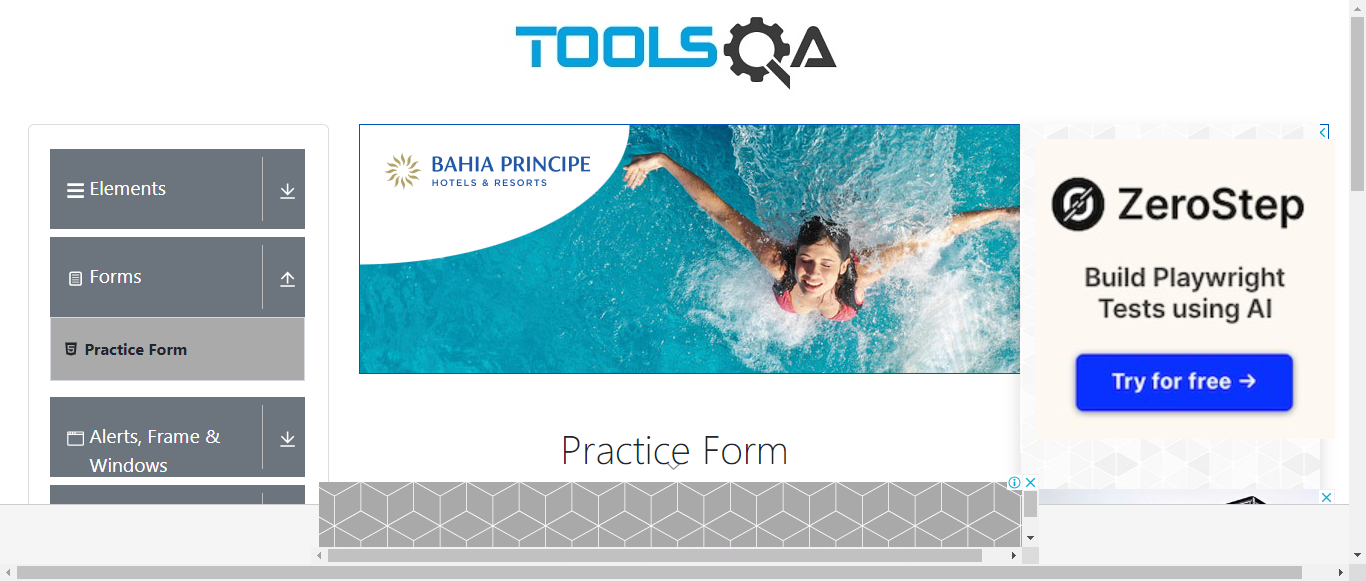 TOOLSQA
Elements
Forms
Practice Form
Alerts, Frame &
Windows
BAHIA PRINCIPE
HOTELS & RESORTS
Practice Form
ZeroStep
Build Playwright
Tests using AI
Try for free →